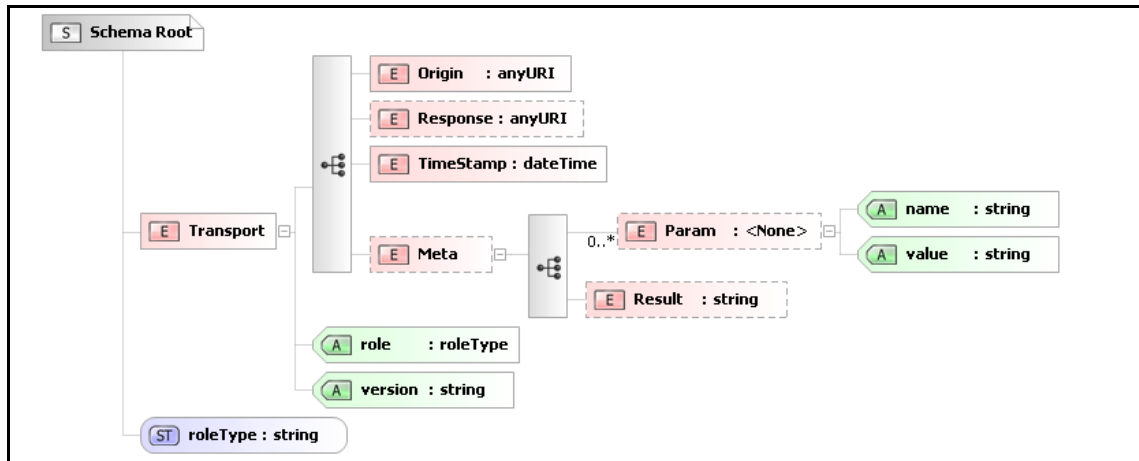 S Schema Root
E Origin : anyURI
E Response : anyURI
E TimeStamp : dateTime
E Transport
E Meta
0..*
E Param : <None>
A name : string
A value : string
E Result : string
A role : roleType
A version : string
ST roleType : string